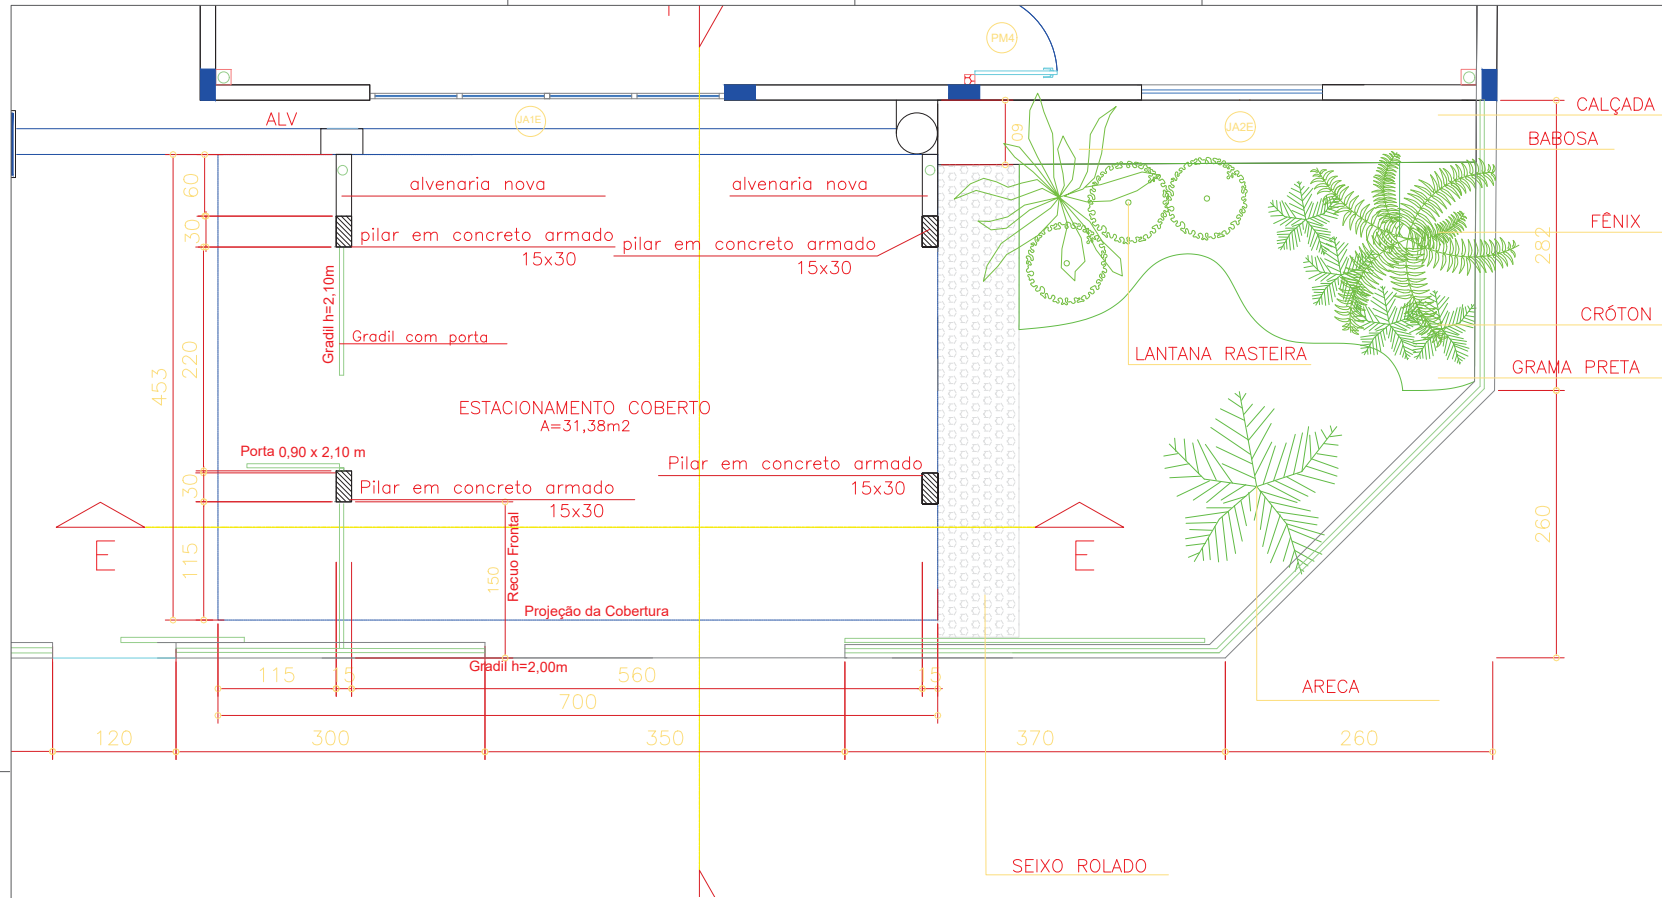 PM4
ALV
JA1E
JA2E
CALÇADA
BABOSA
60
60
alvenaria nova
alvenaria nova
30
pilar em concreto armado
15x30
pilar em concreto armado
15x30
FÊNIX
282
Gradil h=2,10m
Gradil com porta
CRÓTON
LANTANA RASTEIRA
GRAMA PRETA
220
453
ESTACIONAMENTO COBERTO
A=31,38m2
Porta 0,90 x 2,10 m
30
Pilar em concreto armado
15x30
Pilar em concreto armado
15x30
E
E
115
150
Recuo Frontal
260
Projeção da Cobertura
Gradil h=2,00m
115
15
560
15
700
ARECA
120
300
350
370
260
SEIXO ROLADO